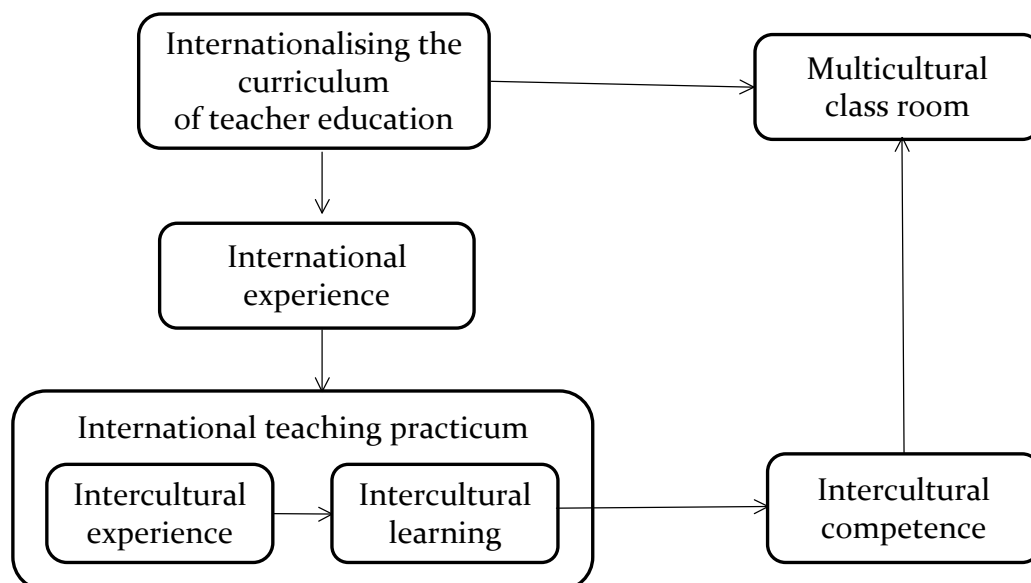 Internationalising the
curriculum
of teacher education
Multicultural
class room
International
experience
International teaching practicum
Intercultural
experience
Intercultural
learning
Intercultural
competence